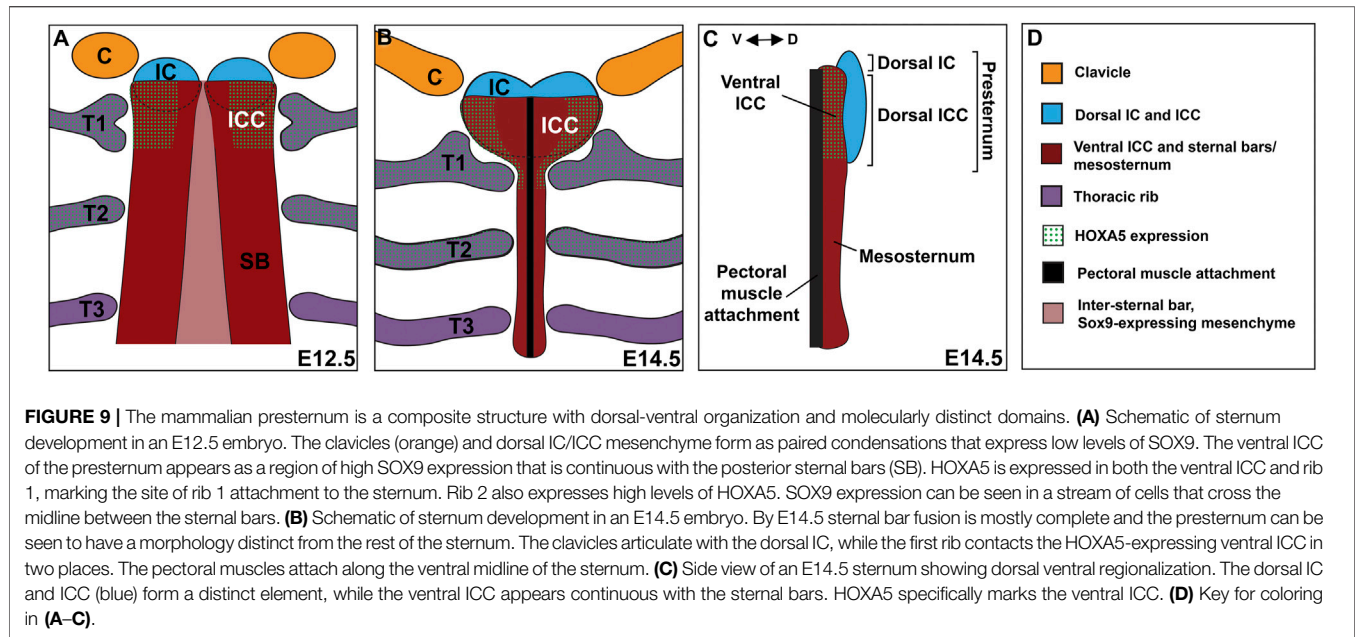 A
C
IC
T1
ICC
T2
SB
T3
E12.5
B
C
IC
ICC
T1
T2
T3
E14.5
C
V D
Dorsal IC
Ventral
ICC
Dorsal ICC
Presternum
Mesosternum
Pectoral
muscle
attachment
E14.5
D
Clavicle
Dorsal IC and ICC
Ventral ICC and sternal bars/
mesosternum
Thoracic rib
HOXA5 expression
Pectoral muscle attachment
Inter-sternal bar,
Sox9-expressing mesenchyme
FIGURE 9 | The mammalian presternum is a composite structure with dorsal-ventral organization and molecularly distinct domains. (A) Schematic of sternum
development in an E12.5 embryo. The clavicles (orange) and dorsal IC/ICC mesenchyme form as paired condensations that express low levels of SOX9. The ventral ICC
of the presternum appears as a region of high SOX9 expression that is continuous with the posterior sternal bars (SB). HOXA5 is expressed in both the ventral ICC and rib
1, marking the site of rib 1 attachment to the sternum. Rib 2 also expresses high levels of HOXA5. SOX9 expression can be seen in a stream of cells that cross the
midline between the sternal bars. (B) Schematic of sternum development in an E14.5 embryo. By E14.5 sternal bar fusion is mostly complete and the presternum can be
seen to have a morphology distinct from the rest of the sternum. The clavicles articulate with the dorsal IC, while the first rib contacts the HOXA5-expressing ventral ICC in
two places. The pectoral muscles attach along the ventral midline of the sternum. (C) Side view of an E14.5 sternum showing dorsal ventral regionalization. The dorsal IC
and ICC (blue) form a distinct element, while the ventral ICC appears continuous with the sternal bars. HOXA5 specifically marks the ventral ICC. (D) Key for coloring
in (A–C).